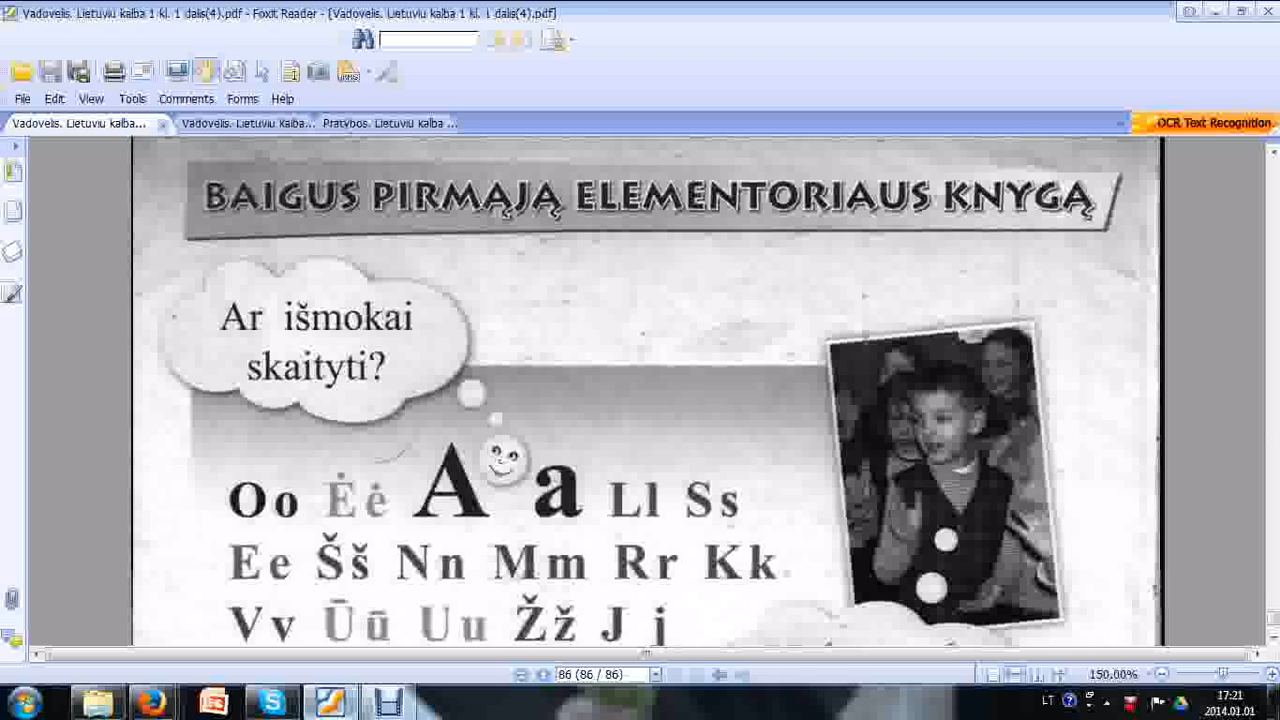 Vadovelis. Lietuviu kalba 1 kl. 1 dalis(4).pdf - Foxit Reader - [Vadovelis. Lietuviu kalba 1 kl. 1 dalis(4).pdf]
File Edit View Tools Comments Forms Help
Vadovelis. Lietuviu kalba... Vadovelis. Lietuviu kalba... Pratybos. Lietuviu kalba ... OCR Text Recognition
BAIGUS PIRMĄJĄ ELEMENTORIAUS KNYGĄ
Ar išmokai
skaityti?
Oo Ėė Aa Ll Ss
Ee Šš Nn Mm Rr Kk
Vv Ūū Uu Žž Jj
86 (86 / 86) 150.00%
LT 17:21
2014.01.01